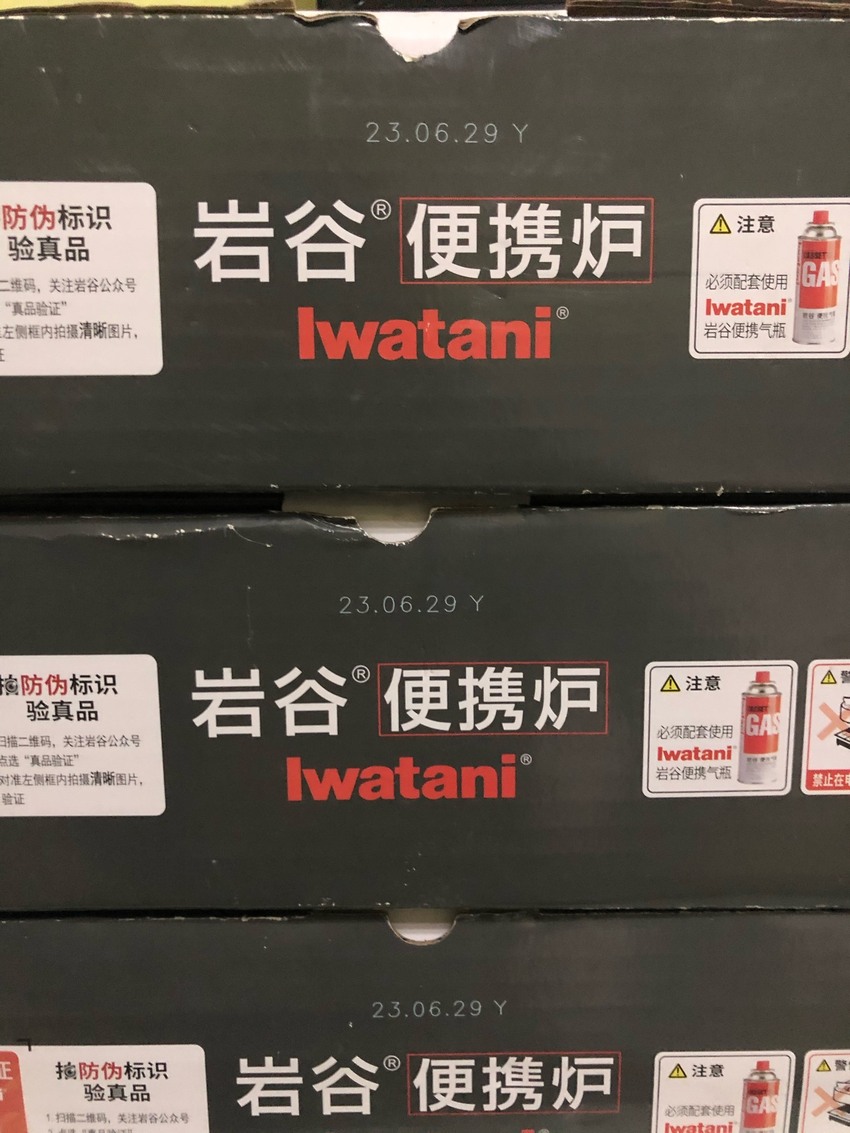 23.06.29 Y
防伪标识
验真品
二维码，关注岩谷公众号
“真品验证”
左侧框内拍摄清晰图片，
岩谷® 便携炉
Iwatani®
注意
必须配套使用
Iwatani®
岩谷便携气瓶
GAS
23.06.29 Y
防伪标识
验真品
扫描二维码，关注岩谷公众号
点选“真品验证”
对准左侧框内拍摄清晰图片，
验证
岩谷® 便携炉
Iwatani®
注意
必须配套使用
Iwatani®
岩谷便携气瓶
GAS
警
禁止在
23.06.29 Y
防伪标识
验真品
1. 扫描二维码，关注岩谷公众号
岩谷® 便携炉
注意
必须配套使用
Iwatani
GAS
警